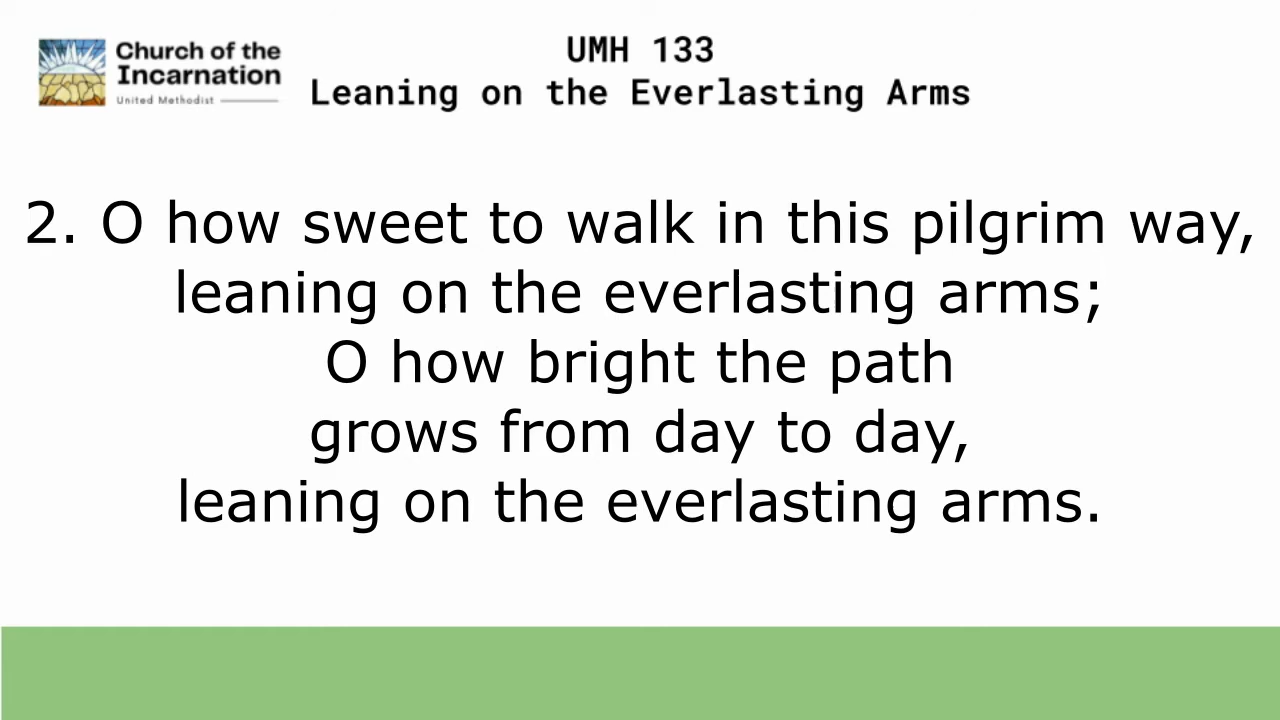 Church of the
Incarnation
United Methodist
UMH 133
Leaning on the Everlasting Arms
2. O how sweet to walk in this pilgrim way,
leaning on the everlasting arms;
O how bright the path
grows from day to day,
leaning on the everlasting arms.